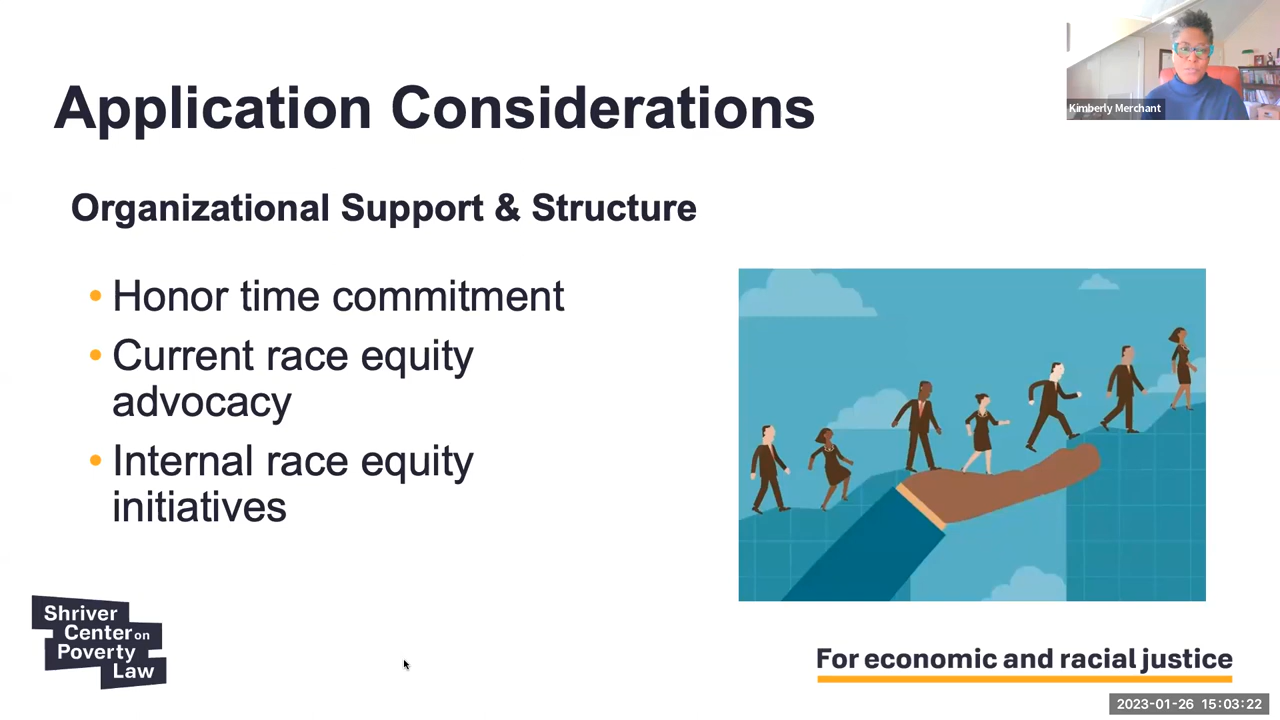 Application Considerations
Kimberly Merchant
Organizational Support & Structure
• Honor time commitment
• Current race equity
advocacy
• Internal race equity
initiatives
Shriver
Center on
Poverty
Law
For economic and racial justice
2023-01-26 15:03:22